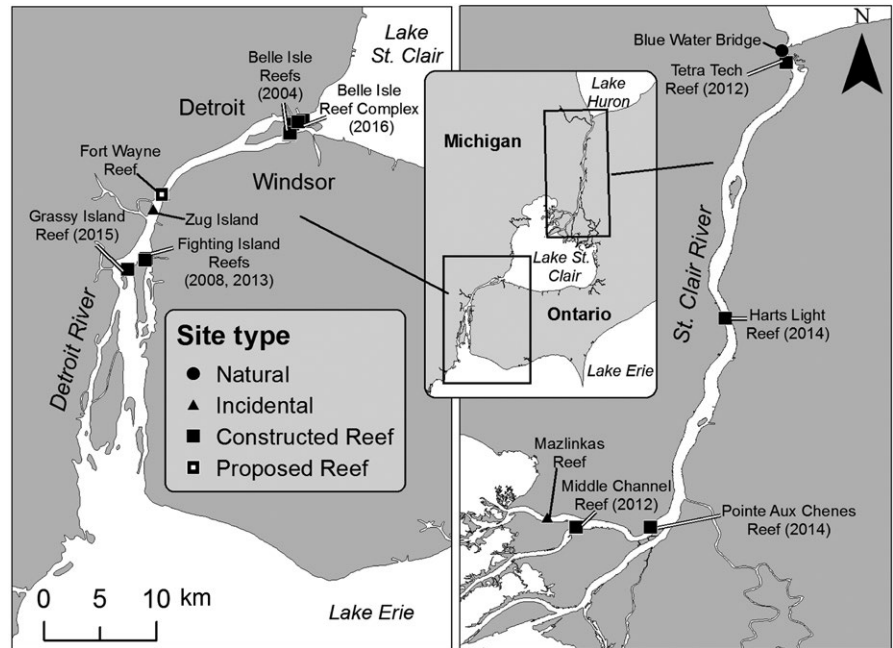 Lake
St. Clair
Belle Isle
Reefs
(2004)
Belle Isle
Reef Complex
(2016)
Detroit
Fort Wayne
Reef
Windsor
Grassy Island
Reef (2015)
Zug Island
Fighting Island
Reefs
(2008, 2013)
Detroit River
Site type
Natural
Incidental
Constructed Reef
Proposed Reef
0 5 10 km
Lake Erie
Lake
Huron
Michigan
Lake St.
Clair
Ontario
Lake Erie
N
Blue Water Bridge
Tetra Tech
Reef (2012)
St. Clair River
Harts Light
Reef (2014)
Mazlinkas
Reef
Middle Channel
Reef (2012)
Pointe Aux Chenes
Reef (2014)